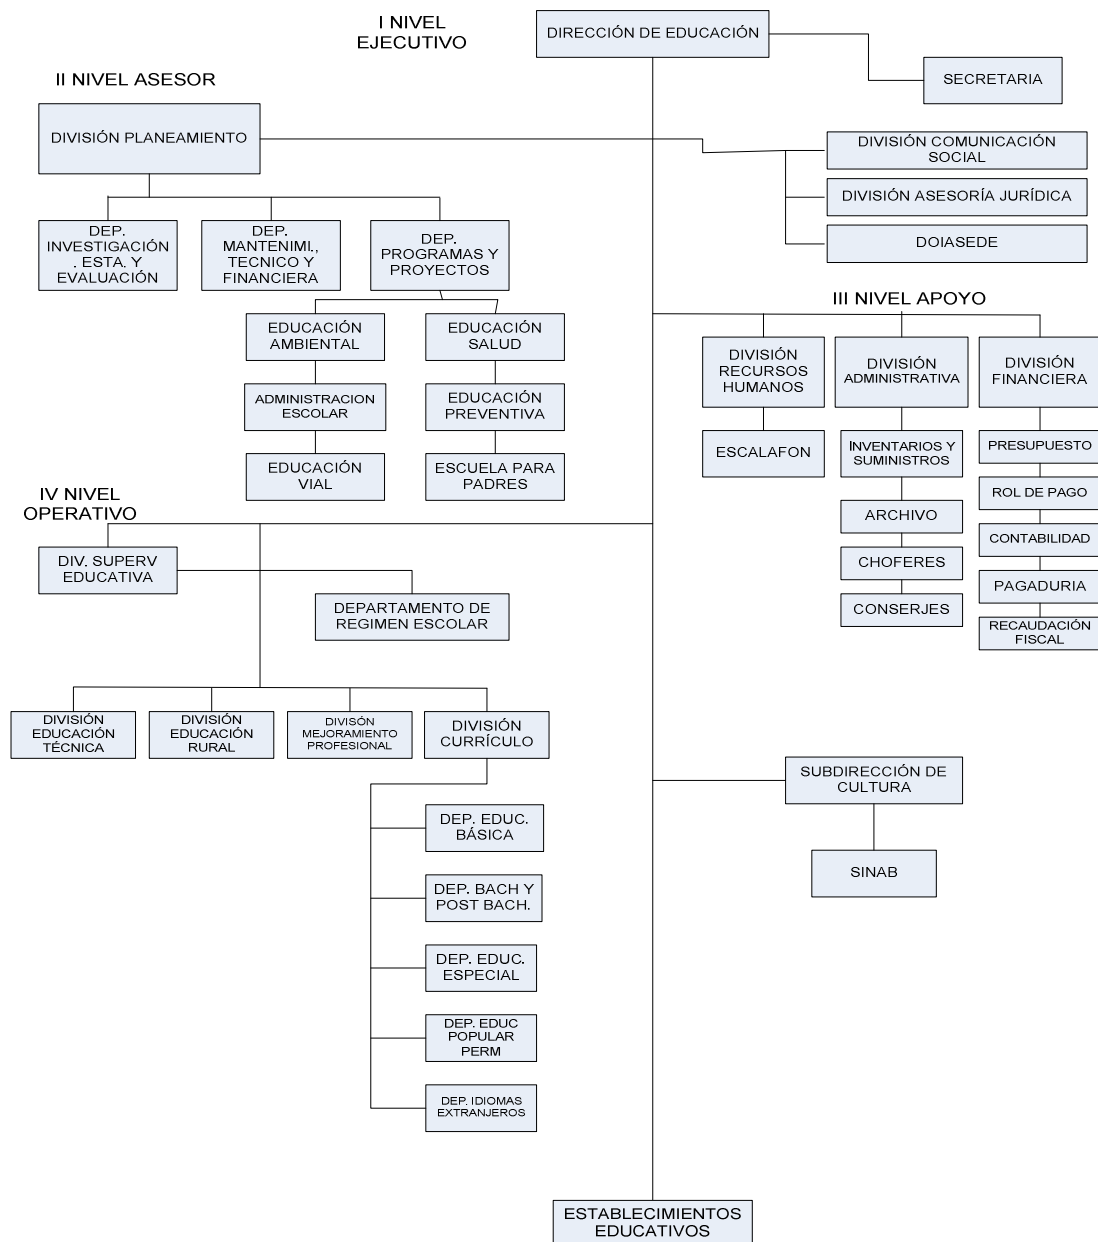 I NIVEL
EJECUTIVO
DIRECCIÓN DE EDUCACIÓN
SECRETARIA
II NIVEL ASESOR
DIVISIÓN PLANEAMIENTO
DIVISIÓN COMUNICACIÓN
SOCIAL
DIVISIÓN ASESORÍA JURÍDICA
DOIASEDE
DEP.
INVESTIGACIÓN
. ESTA. Y
EVALUACIÓN
DEP.
MANTENIMI.,
TECNICO Y
FINANCIERA
DEP.
PROGRAMAS Y
PROYECTOS
EDUCACIÓN
AMBIENTAL
EDUCACIÓN
SALUD
ADMINISTRACION
ESCOLAR
EDUCACIÓN
PREVENTIVA
EDUCACIÓN
VIAL
ESCUELA PARA
PADRES
III NIVEL APOYO
DIVISIÓN
RECURSOS
HUMANOS
DIVISIÓN
ADMINISTRATIVA
DIVISIÓN
FINANCIERA
ESCALAFON
INVENTARIOS Y
SUMINISTROS
ARCHIVO
CHOFERES
CONSERJES
PRESUPUESTO
ROL DE PAGO
CONTABILIDAD
PAGADURIA
RECAUDACIÓN
FISCAL
IV NIVEL
OPERATIVO
DIV. SUPERV
EDUCATIVA
DEPARTAMENTO DE
REGIMEN ESCOLAR
DIVISIÓN
EDUCACIÓN
TÉCNICA
DIVISIÓN
EDUCACIÓN
RURAL
DIVISÓN
MEJORAMIENTO
PROFESIONAL
DIVISIÓN
CURRÍCULO
DEP. EDUC.
BÁSICA
DEP. BACH Y
POST BACH.
DEP. EDUC.
ESPECIAL
DEP. EDUC
POPULAR
PERM
DEP. IDIOMAS
EXTRANJEROS
SUBDIRECCIÓN DE
CULTURA
SINAB
ESTABLECIMIENTOS
EDUCATIVOS